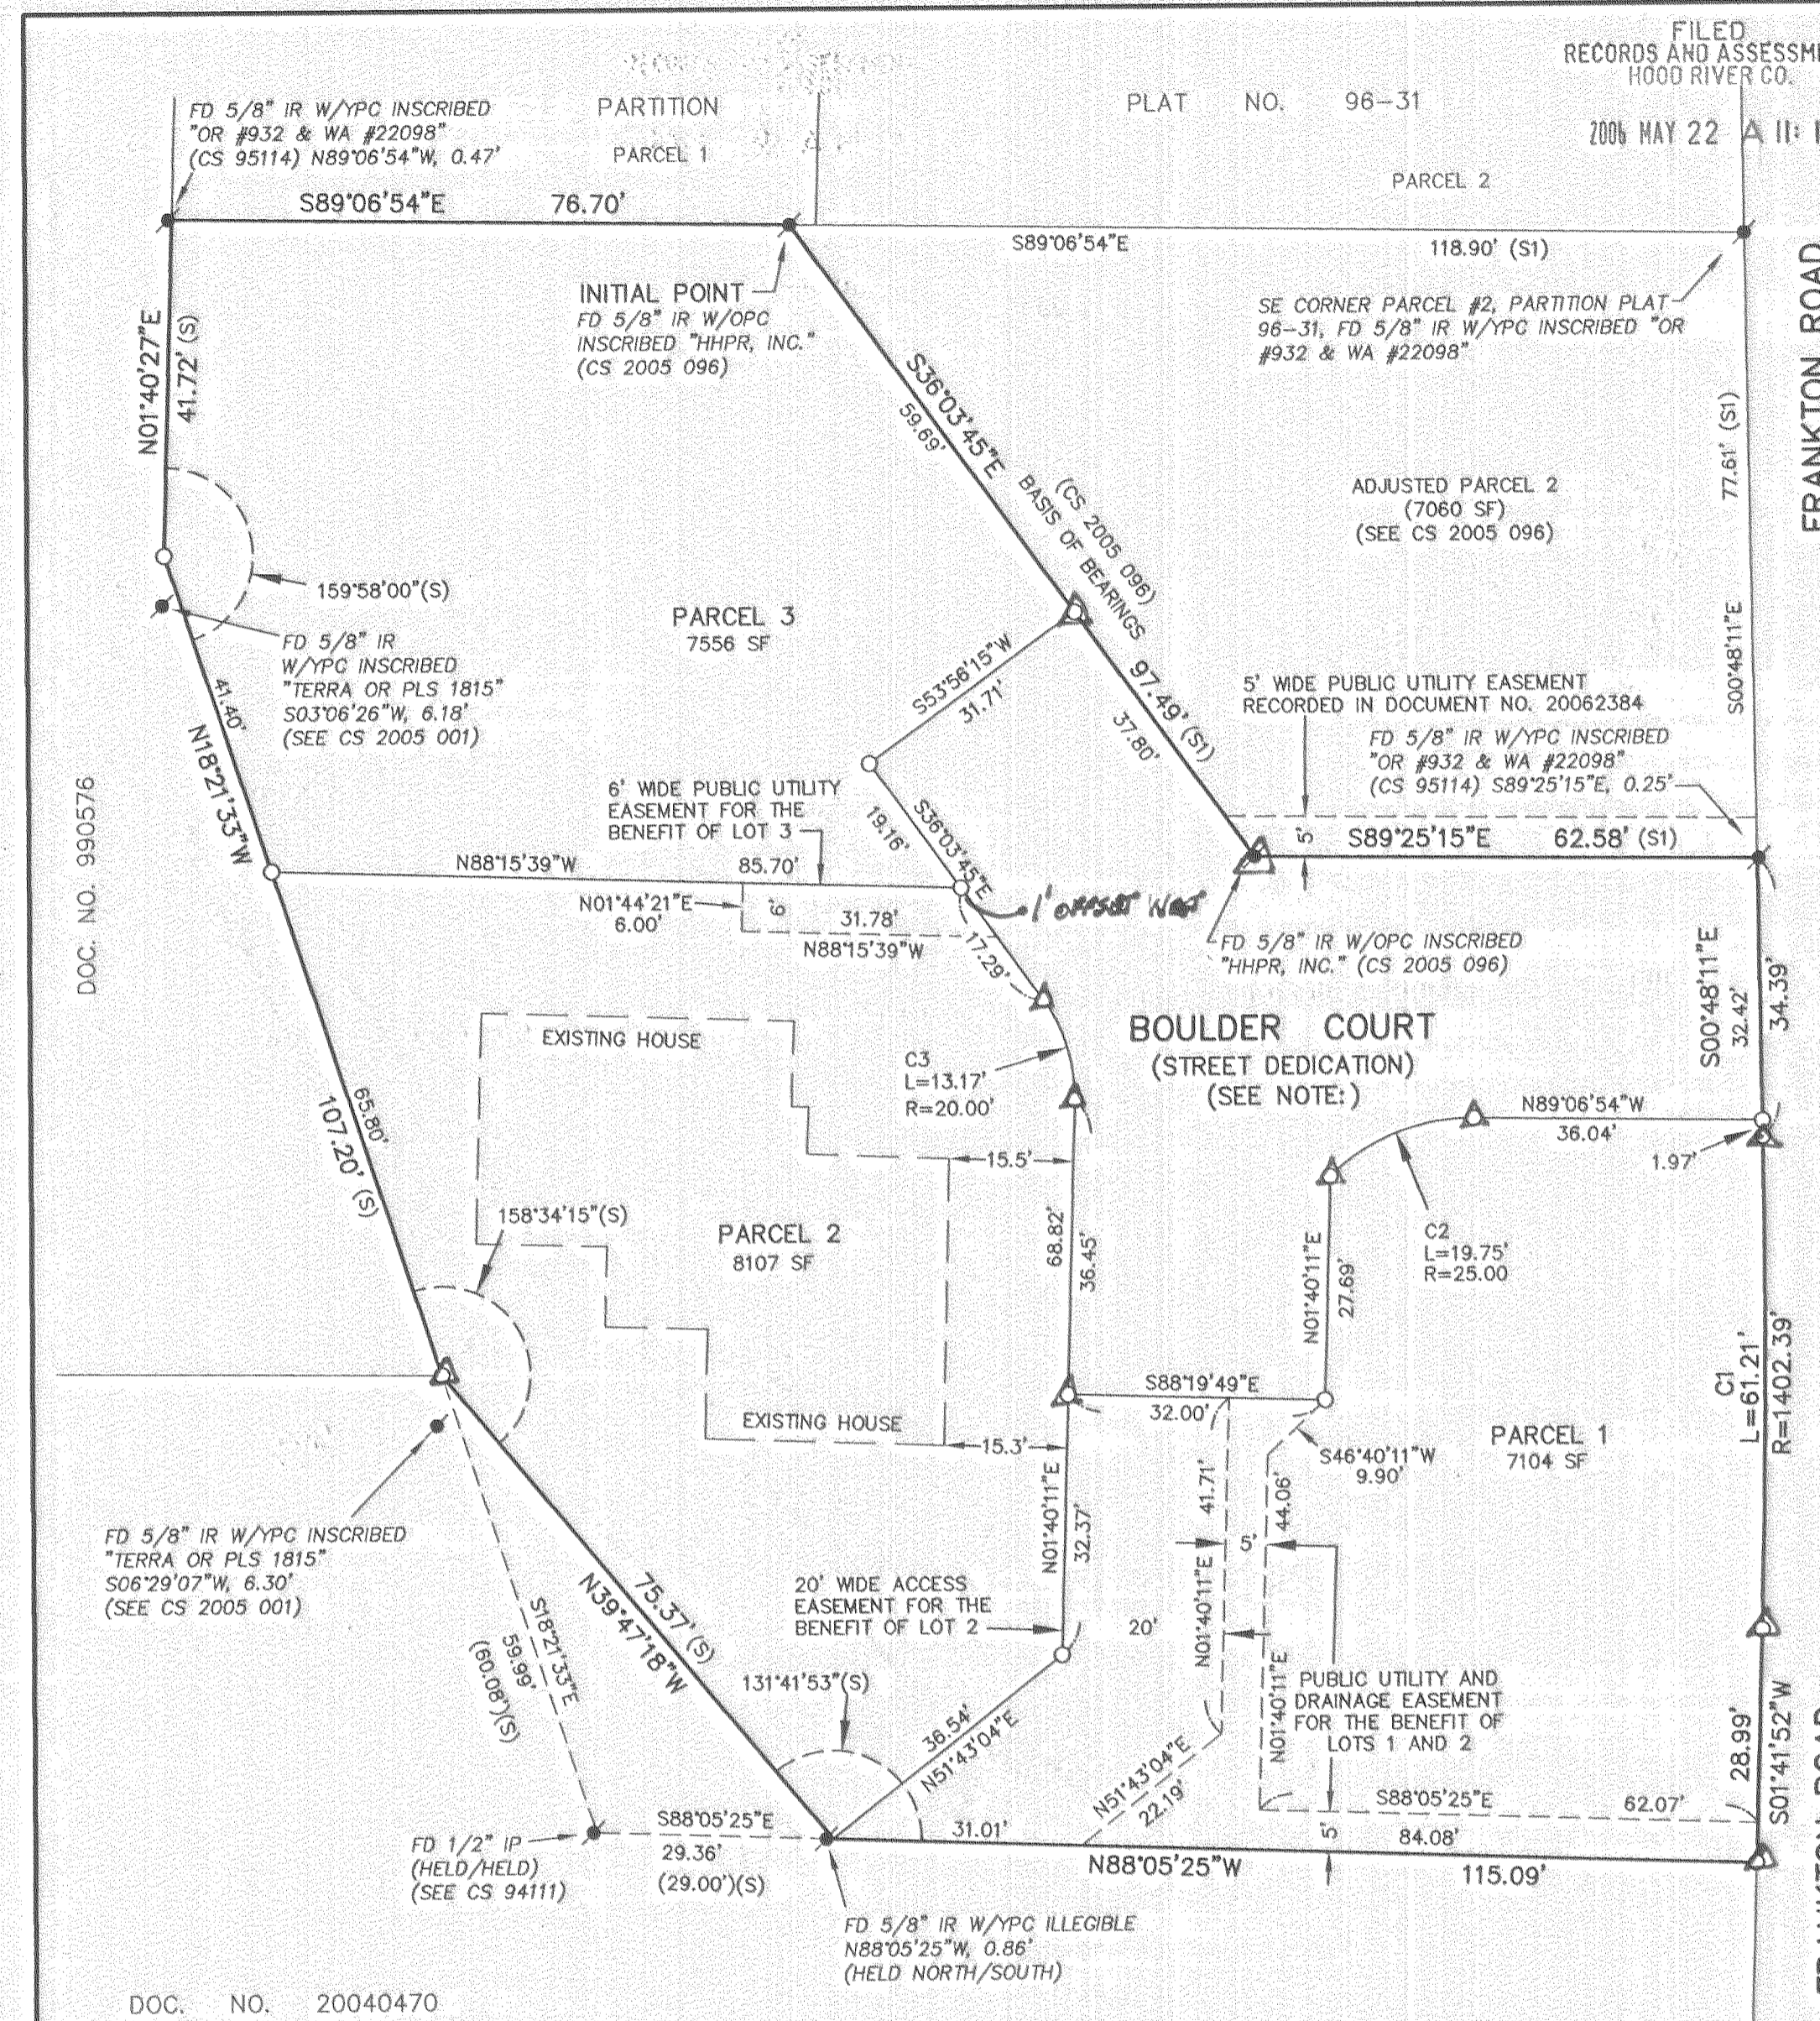 FILED
RECORDS AND ASSESSM
HOOD RIVER CO.
2006 MAY 22 A 11:
PARTITION
PLAT NO. 96-31
PARCEL 1
PARCEL 2
FD 5/8" IR W/YPC INSCRIBED
"OR #932 & WA #22098"
(CS 95114) N89°06'54"W, 0.47'
S89°06'54"E 76.70'
S89°06'54"E 118.90' (S1)
INITIAL POINT
FD 5/8" IR W/OPC
INSCRIBED "HHPR, INC."
(CS 2005 096)
SE CORNER PARCEL #2, PARTITION PLAT
96-31, FD 5/8" IR W/YPC INSCRIBED "OR
#932 & WA #22098"
FRANKTON ROAD
N01°40'27"E
41.72' (S)
S36°03'45"E
59.69'
(CS 2005 096)
BASIS OF BEARINGS
97.49' (S1)
37.80'
77.61' (S1)
S00°48'11"E
ADJUSTED PARCEL 2
(7060 SF)
(SEE CS 2005 096)
159°58'00"(S)
PARCEL 3
7556 SF
FD 5/8" IR
W/YPC INSCRIBED
"TERRA OR PLS 1815"
S03°06'26"W, 6.18'
(SEE CS 2005 001)
41.40'
N18°21'33"W
S53°56'15"W
31.71'
5' WIDE PUBLIC UTILITY EASEMENT
RECORDED IN DOCUMENT NO. 20062384
FD 5/8" IR W/YPC INSCRIBED
"OR #932 & WA #22098"
(CS 95114) S89°25'15"E, 0.25'
5'
S89°25'15"E 62.58' (S1)
DOC. NO. 990576
6' WIDE PUBLIC UTILITY
EASEMENT FOR THE
BENEFIT OF LOT 3
S36°03'45"E
19.16'
N88°15'39"W 85.70'
N01°44'21"E
6.00'
6'
31.78'
N88°15'39"W
1' OFFSET WEST
17.29'
FD 5/8" IR W/OPC INSCRIBED
"HHPR, INC." (CS 2005 096)
S00°48'11"E
32.42'
34.39'
EXISTING HOUSE
C3
L=13.17'
R=20.00'
BOULDER COURT
(STREET DEDICATION)
(SEE NOTE:)
N89°06'54"W
36.04'
1.97'
65.80'
107.20' (S)
15.5'
158°34'15"(S)
PARCEL 2
8107 SF
68.82'
36.45'
N01°40'11"E
27.69'
C2
L=19.75'
R=25.00
C1
L=61.21'
R=1402.39'
S88°19'49"E
32.00'
EXISTING HOUSE
15.3'
PARCEL 1
7104 SF
S46°40'11"W
9.90'
41.71'
44.06'
N01°40'11"E
32.37'
5'
FD 5/8" IR W/YPC INSCRIBED
"TERRA OR PLS 1815"
S06°29'07"W, 6.30'
(SEE CS 2005 001)
75.37' (S)
N39°47'18"W
S18°21'33"E
59.99'
(60.08')(S)
20' WIDE ACCESS
EASEMENT FOR THE
BENEFIT OF LOT 2
20'
N01°40'11"E
N01°40'11"E
131°41'53"(S)
PUBLIC UTILITY AND
DRAINAGE EASEMENT
FOR THE BENEFIT OF
LOTS 1 AND 2
36.54'
N51°43'04"E
N51°43'04"E
22.19'
28.99'
S01°41'52"W
S88°05'25"E 62.07'
FD 1/2" IP
(HELD/HELD)
(SEE CS 94111)
S88°05'25"E
29.36'
(29.00')(S)
31.01'
5'
84.08'
N88°05'25"W 115.09'
FD 5/8" IR W/YPC ILLEGIBLE
N88°05'25"W, 0.86'
(HELD NORTH/SOUTH)
DOC. NO. 20040470